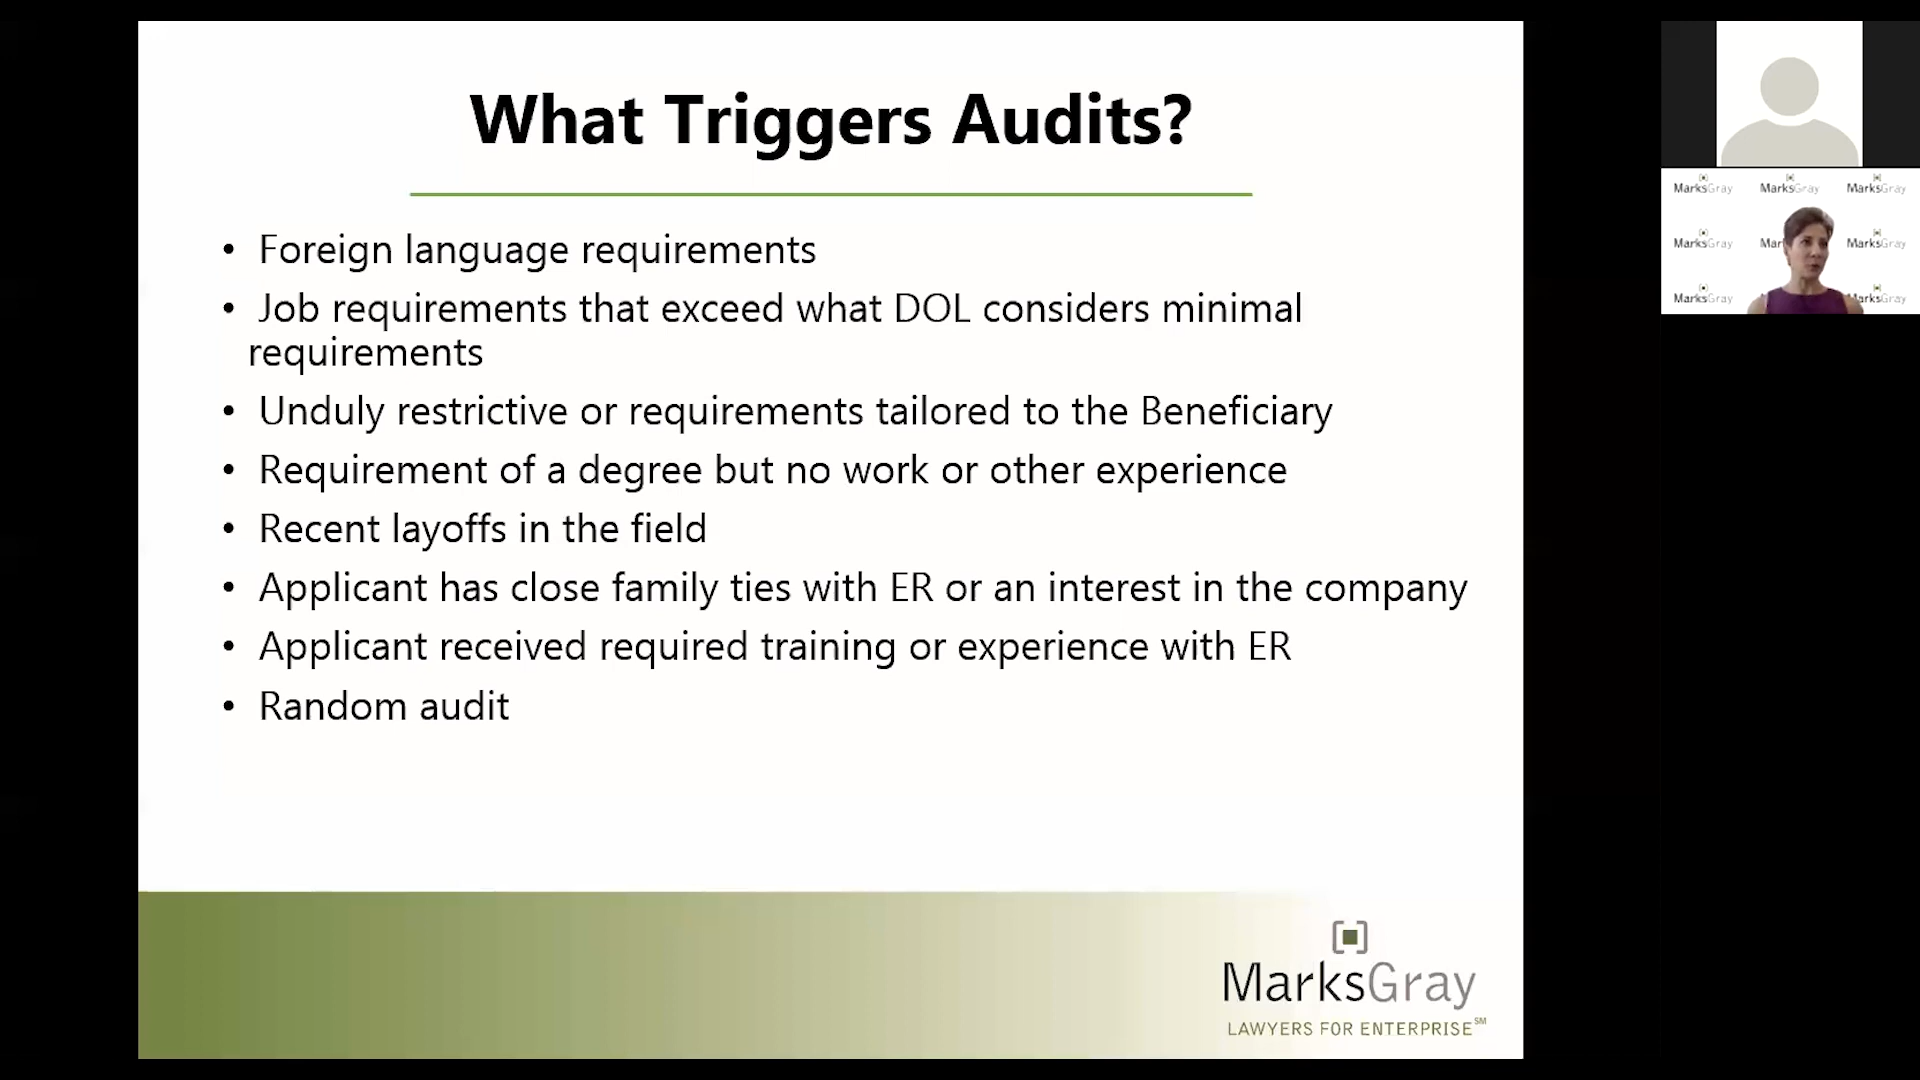 What Triggers Audits?
• Foreign language requirements
• Job requirements that exceed what DOL considers minimal
requirements
• Unduly restrictive or requirements tailored to the Beneficiary
• Requirement of a degree but no work or other experience
• Recent layoffs in the field
• Applicant has close family ties with ER or an interest in the company
• Applicant received required training or experience with ER
• Random audit
MarksGray
LAWYERS FOR ENTERPRISE℠
MarksGray MarksGray MarksGray
MarksGray Mar MarksGray
MarksGray arksGray